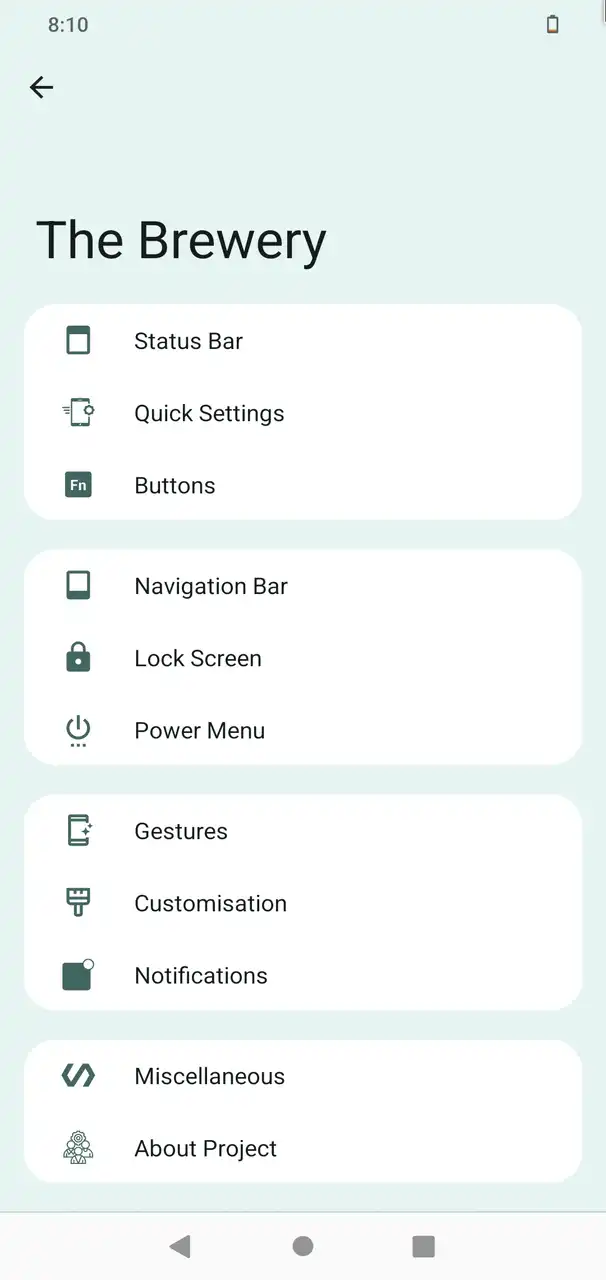 8:10
The Brewery
Status Bar
Quick Settings
Fn
Buttons
Navigation Bar
Lock Screen
Power Menu
Gestures
Customisation
Notifications
Miscellaneous
About Project